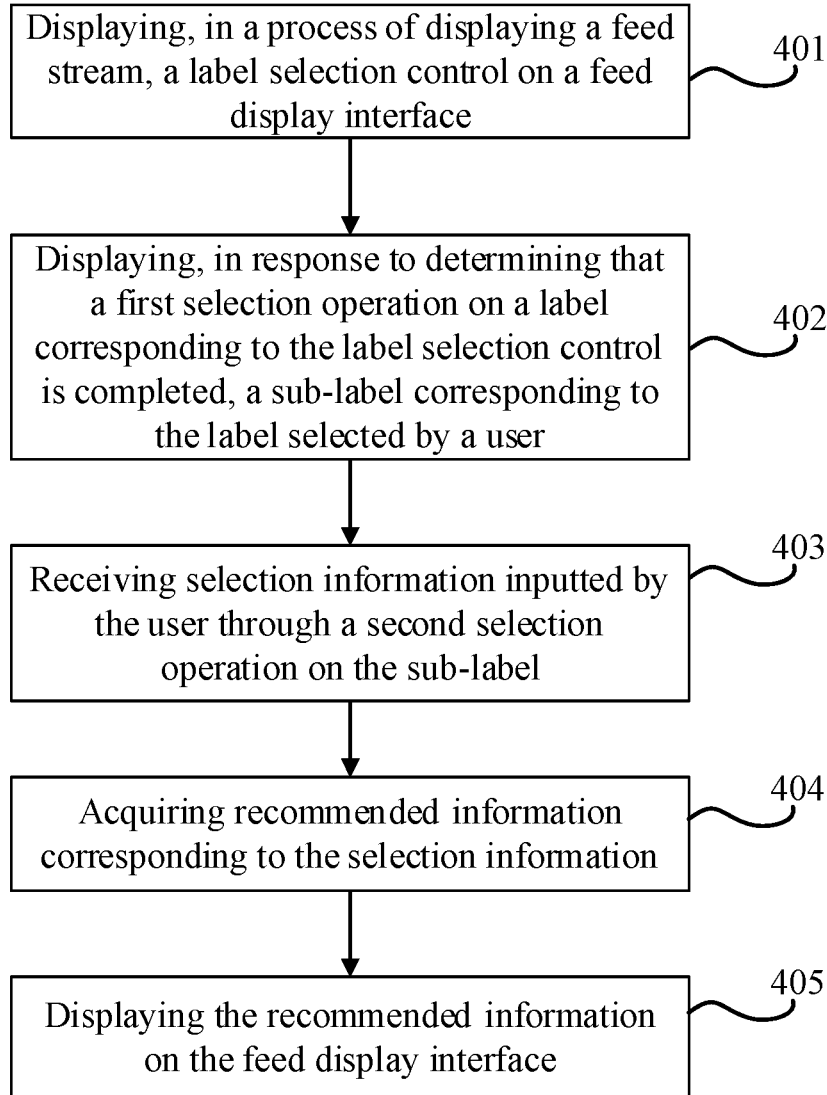 Displaying, in a process of displaying a feed
stream, a label selection control on a feed
display interface
401
Displaying, in response to determining that
a first selection operation on a label
corresponding to the label selection control
is completed, a sub-label corresponding to
the label selected by a user
402
Receiving selection information inputted by
the user through a second selection
operation on the sub-label
403
Acquiring recommended information
corresponding to the selection information
404
Displaying the recommended information
on the feed display interface
405